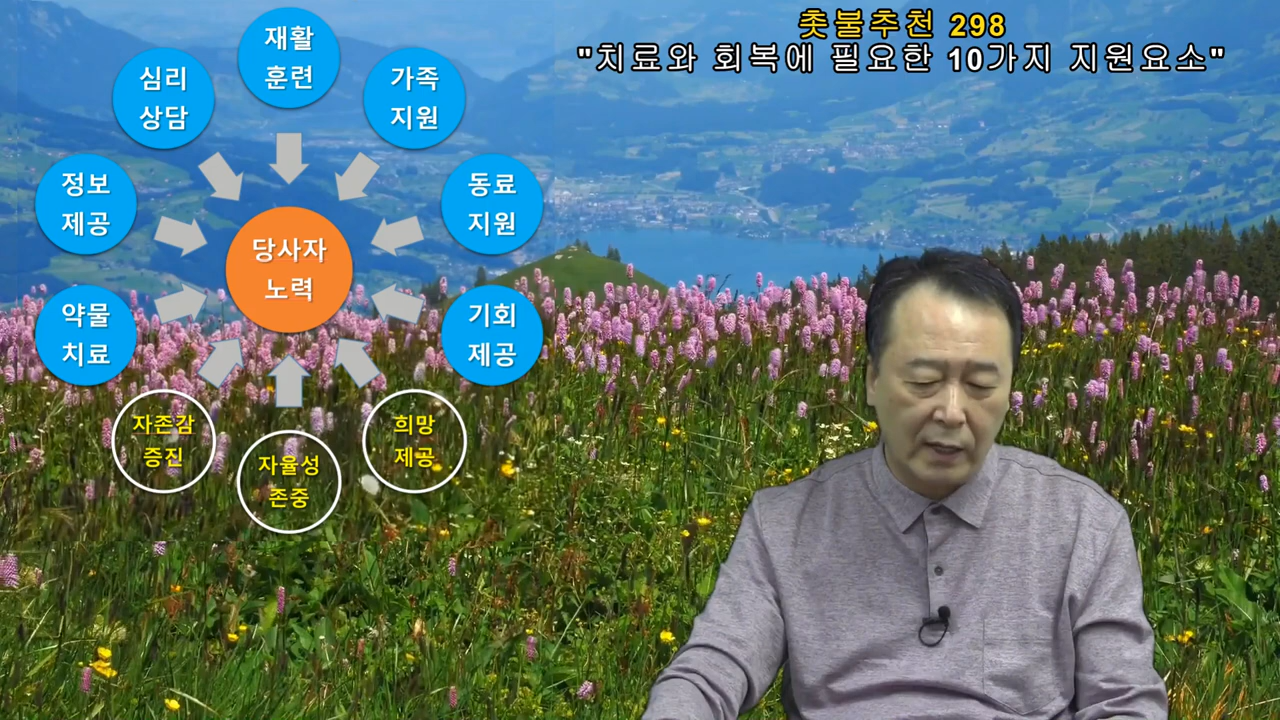 촛불추천 298
"치료와 회복에 필요한 10가지 지원요소"
재활
훈련
심리
상담
가족
지원
정보
제공
동료
지원
당사자
노력
약물
치료
기회
제공
자존감
증진
자율성
존중
희망
제공